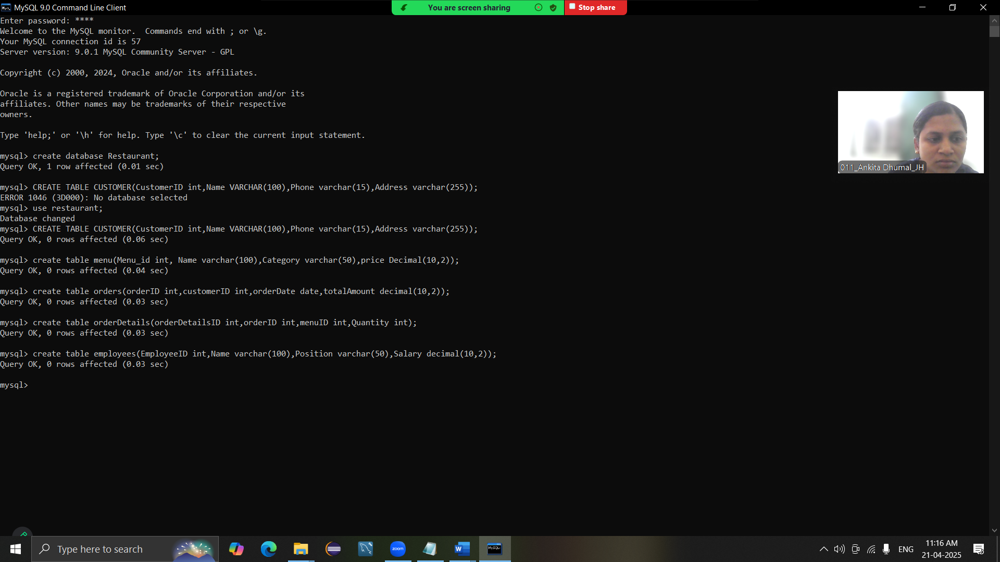 MySQL 9.0 Command Line Client
You are screen sharing
Stop share
Enter password: ****
Welcome to the MySQL monitor.  Commands end with ; or \g.
Your MySQL connection id is 57
Server version: 9.0.1 MySQL Community Server - GPL
Copyright (c) 2000, 2024, Oracle and/or its affiliates.
Oracle is a registered trademark of Oracle Corporation and/or its
affiliates. Other names may be trademarks of their respective
owners.
Type 'help;' or '\h' for help. Type '\c' to clear the current input statement.
mysql> create database Restaurant;
Query OK, 1 row affected (0.01 sec)
011_Ankita Dhumal_JH
mysql> CREATE TABLE CUSTOMER(CustomerID int,Name VARCHAR(100),Phone varchar(15),Address varchar(255));
ERROR 1046 (3D000): No database selected
mysql> use restaurant;
Database changed
mysql> CREATE TABLE CUSTOMER(CustomerID int,Name VARCHAR(100),Phone varchar(15),Address varchar(255));
Query OK, 0 rows affected (0.06 sec)
mysql> create table menu(Menu_id int, Name varchar(100),Category varchar(50),price Decimal(10,2));
Query OK, 0 rows affected (0.04 sec)
mysql> create table orders(orderID int,customerID int,orderDate date,totalAmount decimal(10,2));
Query OK, 0 rows affected (0.03 sec)
mysql> create table orderDetails(orderDetailsID int,orderID int,menuID int,Quantity int);
Query OK, 0 rows affected (0.03 sec)
mysql> create table employees(EmployeeID int,Name varchar(100),Position varchar(50),Salary decimal(10,2));
Query OK, 0 rows affected (0.03 sec)
mysql>
Type here to search
zoom
W
MySQL
ENG
11:16 AM
21-04-2025